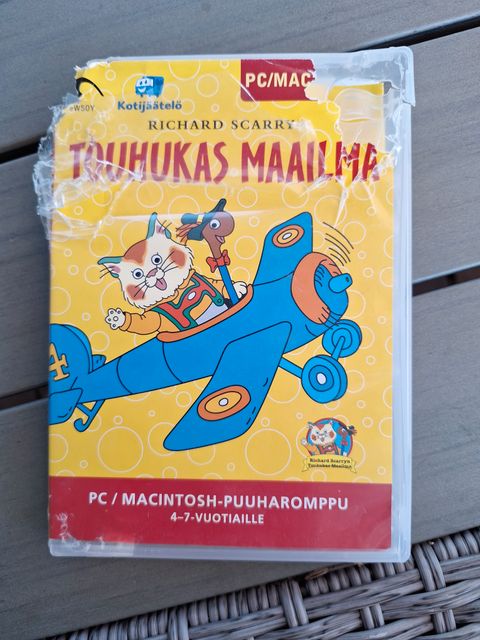 PC/MAC
Kotijäätelö
RICHARD SCARRY
TOUHUKAS MAAILMA
Richard Scarryn
Touhukas Maailma
PC / MACINTOSH-PUUHAROMPPU
4–7-VUOTIAILLE